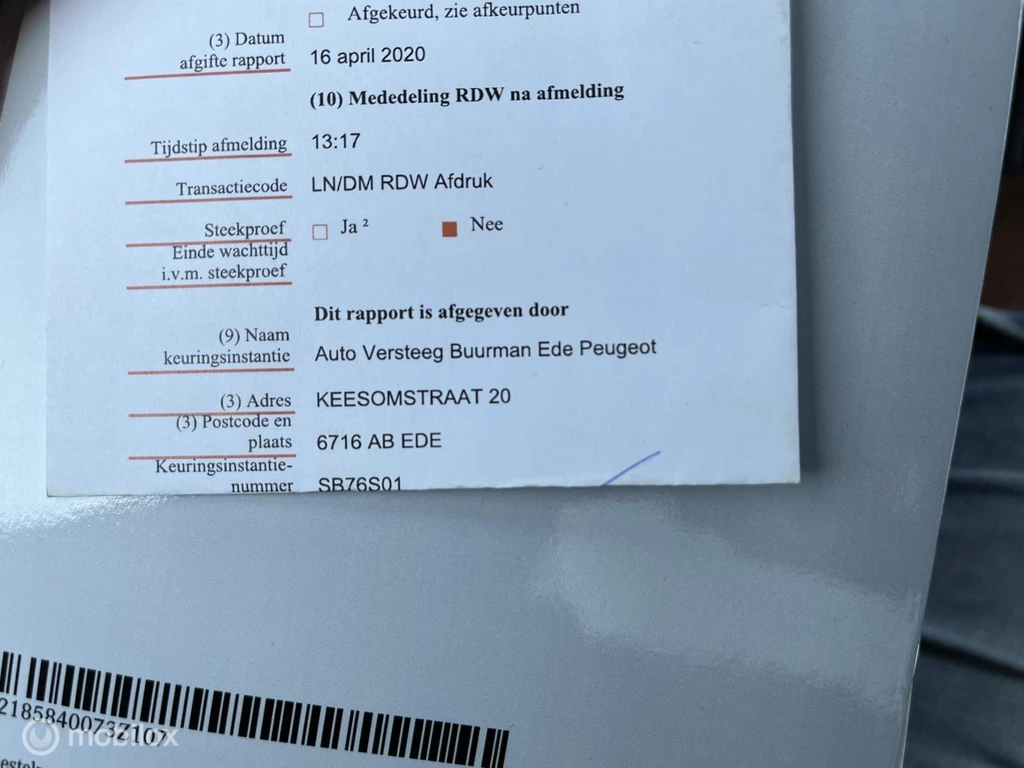 Afgekeurd, zie afkeurpunten
(3) Datum
afgifte rapport 16 april 2020
(10) Mededeling RDW na afmelding
Tijdstip afmelding 13:17
Transactiecode LN/DM RDW Afdruk
Steekproef Ja ² Nee
Einde wachttijd
i.v.m. steekproef
Dit rapport is afgegeven door
(9) Naam
keuringsinstantie Auto Versteeg Buurman Ede Peugeot
(3) Adres KEESOMSTRAAT 20
(3) Postcode en
plaats 6716 AB EDE
Keuringsinstantie-
nummer SB76S01
2185840073Z107
mobilox